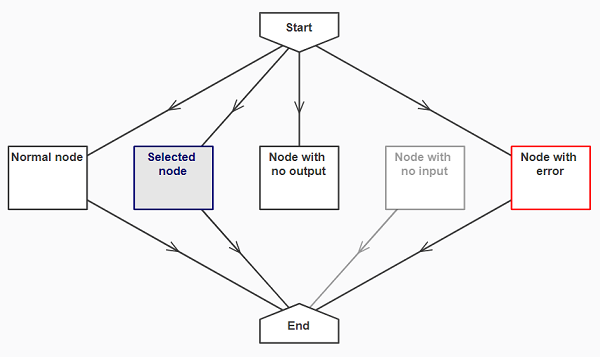 Start
Normal node
Selected
node
Node with
no output
Node with
no input
Node with
error
End